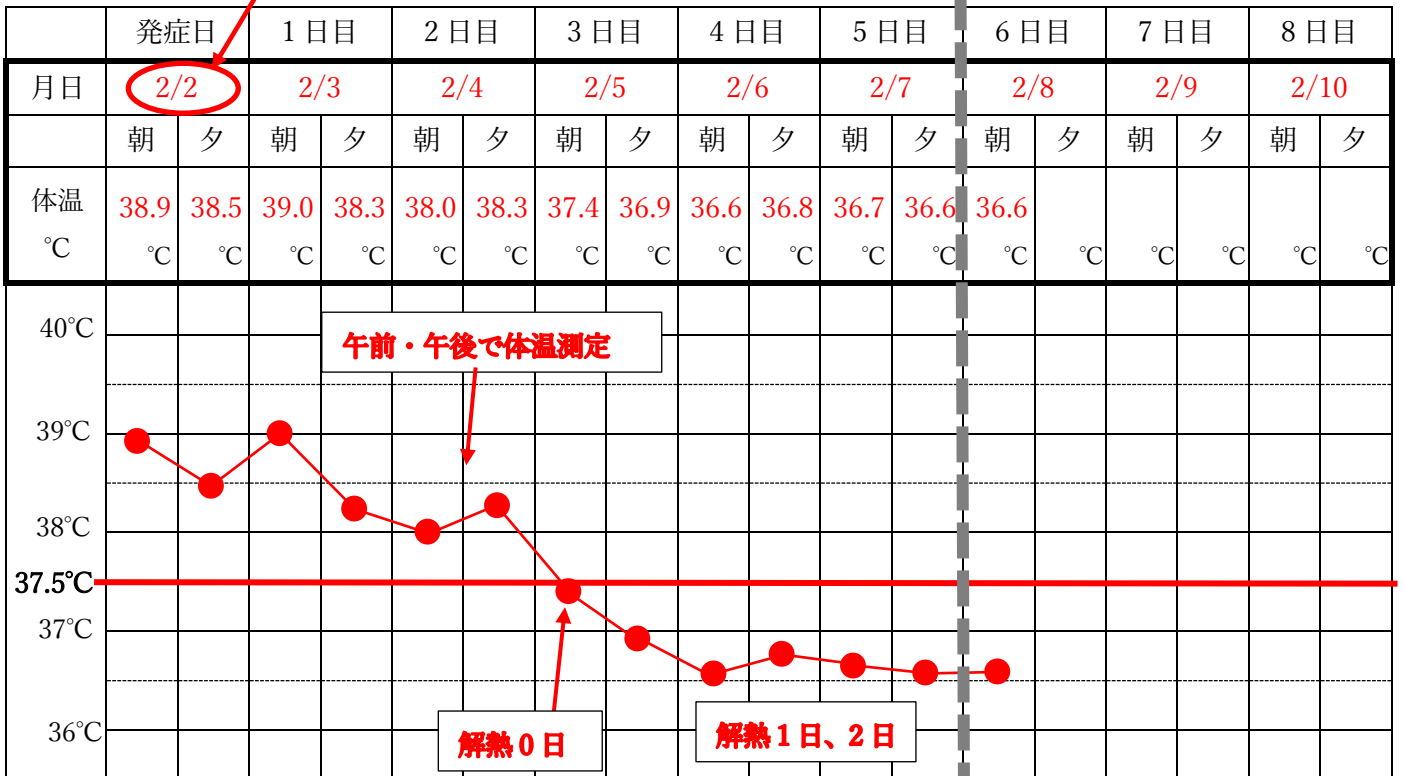 発症日 1日目 2日目 3日目 4日目 5日目 6日目 7日目 8日目
月日 2/2 2/3 2/4 2/5 2/6 2/7 2/8 2/9 2/10
朝 夕 朝 夕 朝 夕 朝 夕 朝 夕 朝 夕 朝 夕 朝 夕 朝 夕
体温 38.9 38.5 39.0 38.3 38.0 38.3 37.4 36.9 36.6 36.8 36.7 36.6 36.6
℃ ℃ ℃ ℃ ℃ ℃ ℃ ℃ ℃ ℃ ℃ ℃ ℃ ℃ ℃ ℃ ℃ ℃ ℃
40℃
午前・午後で体温測定
39℃
38℃
37.5℃
37℃
36℃
解熱0日
解熱1日、2日